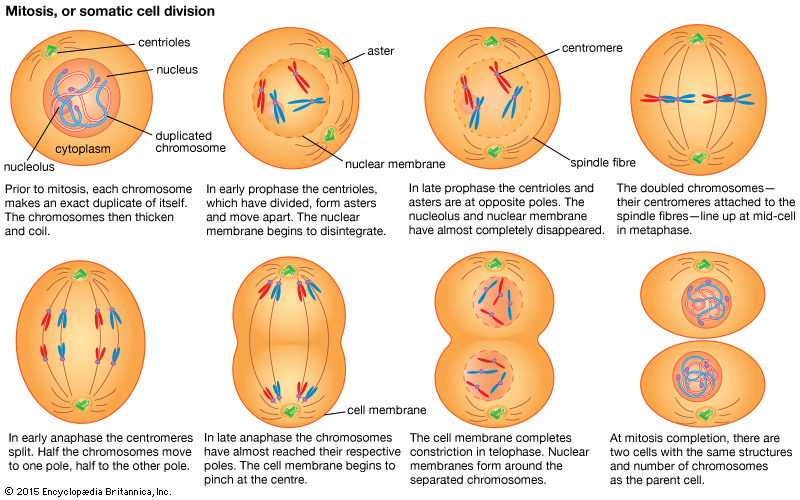 Mitosis, or somatic cell division
centrioles
nucleus
duplicated
chromosome
cytoplasm
nucleolus
Prior to mitosis, each chromosome
makes an exact duplicate of itself.
The chromosomes then thicken
and coil.
aster
nuclear membrane
In early prophase the centrioles,
which have divided, form asters
and move apart. The nuclear
membrane begins to disintegrate.
centromere
spindle fibre
In late prophase the centrioles and
asters are at opposite poles. The
nucleolus and nuclear membrane
have almost completely disappeared.
The doubled chromosomes—
their centromeres attached to the
spindle fibres—line up at mid-cell
in metaphase.
In early anaphase the centromeres
split. Half the chromosomes move
to one pole, half to the other pole.
cell membrane
In late anaphase the chromosomes
have almost reached their respective
poles. The cell membrane begins to
pinch at the centre.
The cell membrane completes
constriction in telophase. Nuclear
membranes form around the
separated chromosomes.
At mitosis completion, there are
two cells with the same structures
and number of chromosomes
as the parent cell.
© 2015 Encyclopædia Britannica, Inc.